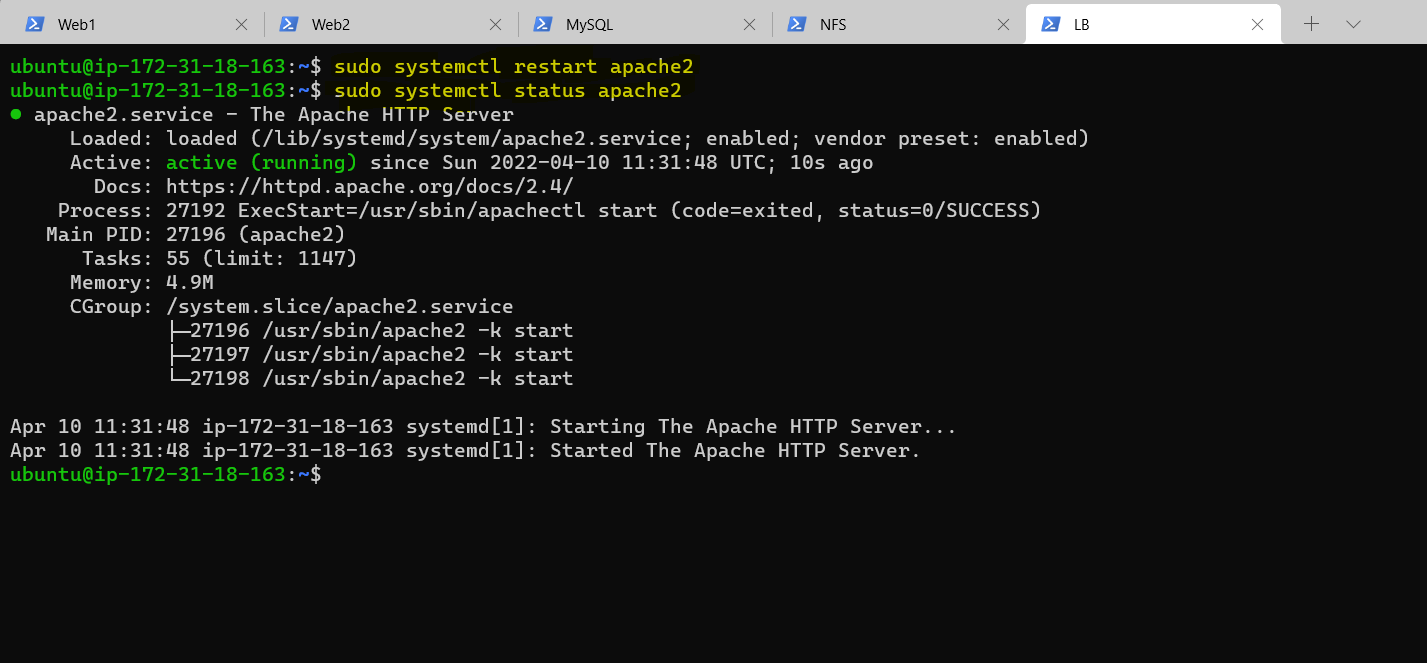 Web1 Web2 MySQL NFS LB
ubuntu@ip-172-31-18-163:~$ sudo systemctl restart apache2
ubuntu@ip-172-31-18-163:~$ sudo systemctl status apache2
● apache2.service - The Apache HTTP Server
     Loaded: loaded (/lib/systemd/system/apache2.service; enabled; vendor preset: enabled)
     Active: active (running) since Sun 2022-04-10 11:31:48 UTC; 10s ago
       Docs: https://httpd.apache.org/docs/2.4/
    Process: 27192 ExecStart=/usr/sbin/apachectl start (code=exited, status=0/SUCCESS)
   Main PID: 27196 (apache2)
      Tasks: 55 (limit: 1147)
     Memory: 4.9M
     CGroup: /system.slice/apache2.service
             ├─27196 /usr/sbin/apache2 -k start
             ├─27197 /usr/sbin/apache2 -k start
             └─27198 /usr/sbin/apache2 -k start
Apr 10 11:31:48 ip-172-31-18-163 systemd[1]: Starting The Apache HTTP Server...
Apr 10 11:31:48 ip-172-31-18-163 systemd[1]: Started The Apache HTTP Server.
ubuntu@ip-172-31-18-163:~$